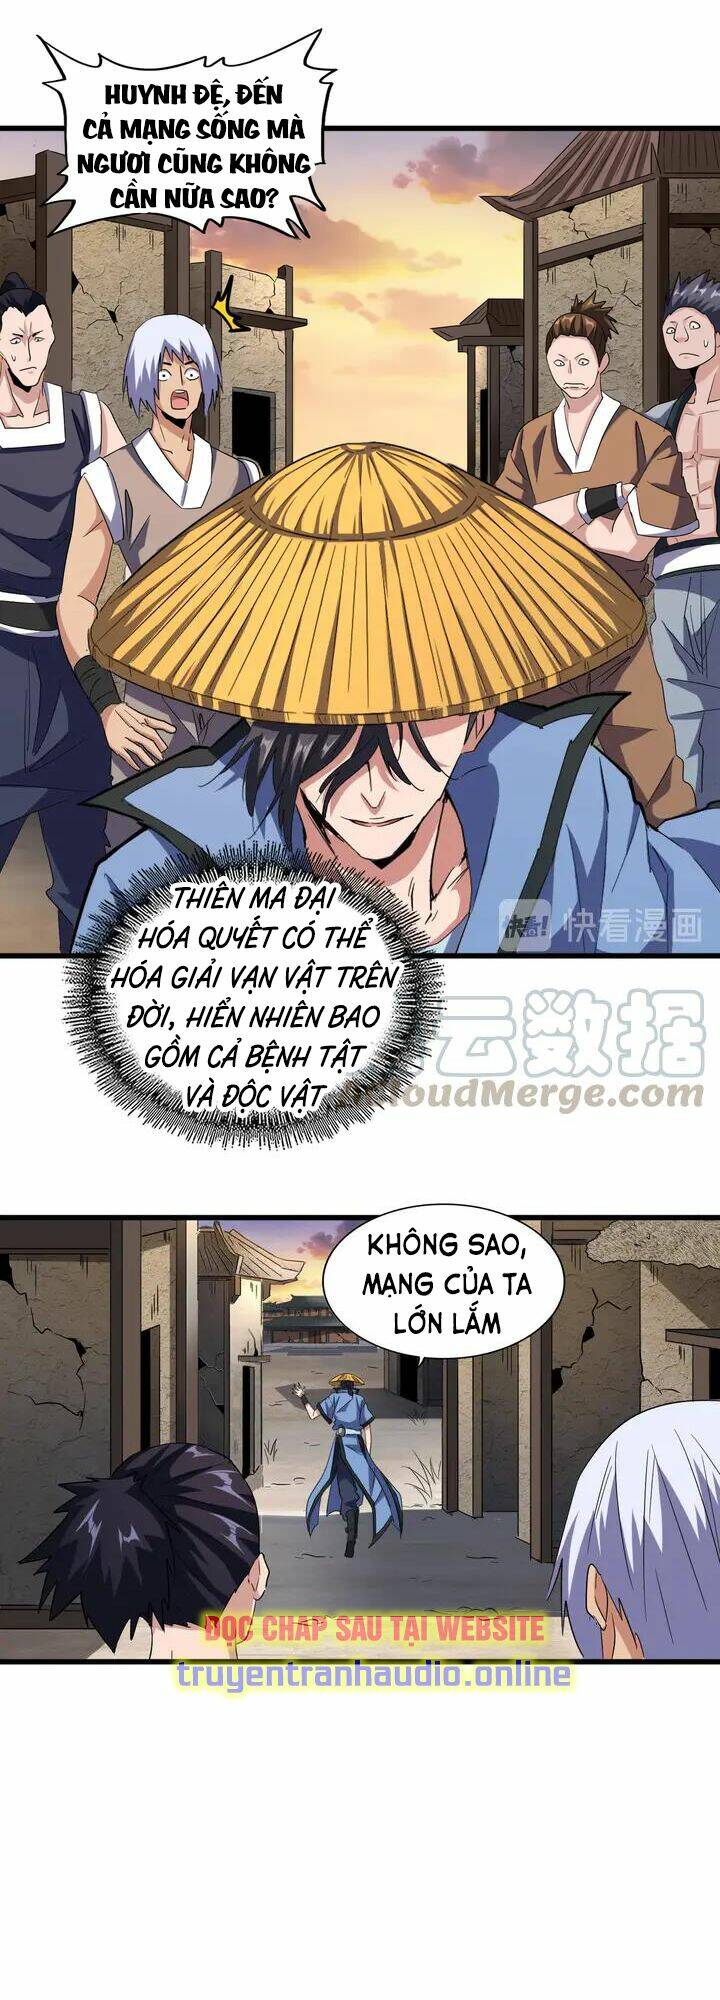 HUYNH ĐỆ, ĐẾN
CẢ MẠNG SỐNG MÀ
NGƯƠI CŨNG KHÔNG
CẦN NỮA SAO?
THIÊN MA ĐẠI
HÓA QUYẾT CÓ THỂ
HÓA GIẢI VẠN VẬT TRÊN
ĐỜI, HIỂN NHIÊN BAO
GỒM CẢ BỆNH TẬT
VÀ ĐỘC VẬT
快看! 快看漫画
云数据
cloudMerge.com
KHÔNG SAO,
MẠNG CỦA TA
LỚN LẮM
ĐỌC CHAP SAU TẠI WEBSITE
truyentranhaudio.online